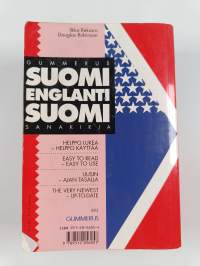 Ilkka Rekiaro
Douglas Robinson
GUMMERUS
SUOMI
ENGLANTI
SUOMI
SANAKIRJA
HELPPO LUKEA
– HELPPO KÄYTTÄÄ
EASY TO READ
– EASY TO USE
UUSIN
– AJAN TASALLA
THE VERY NEWEST
– UP-TO-DATE
GUMMERUS